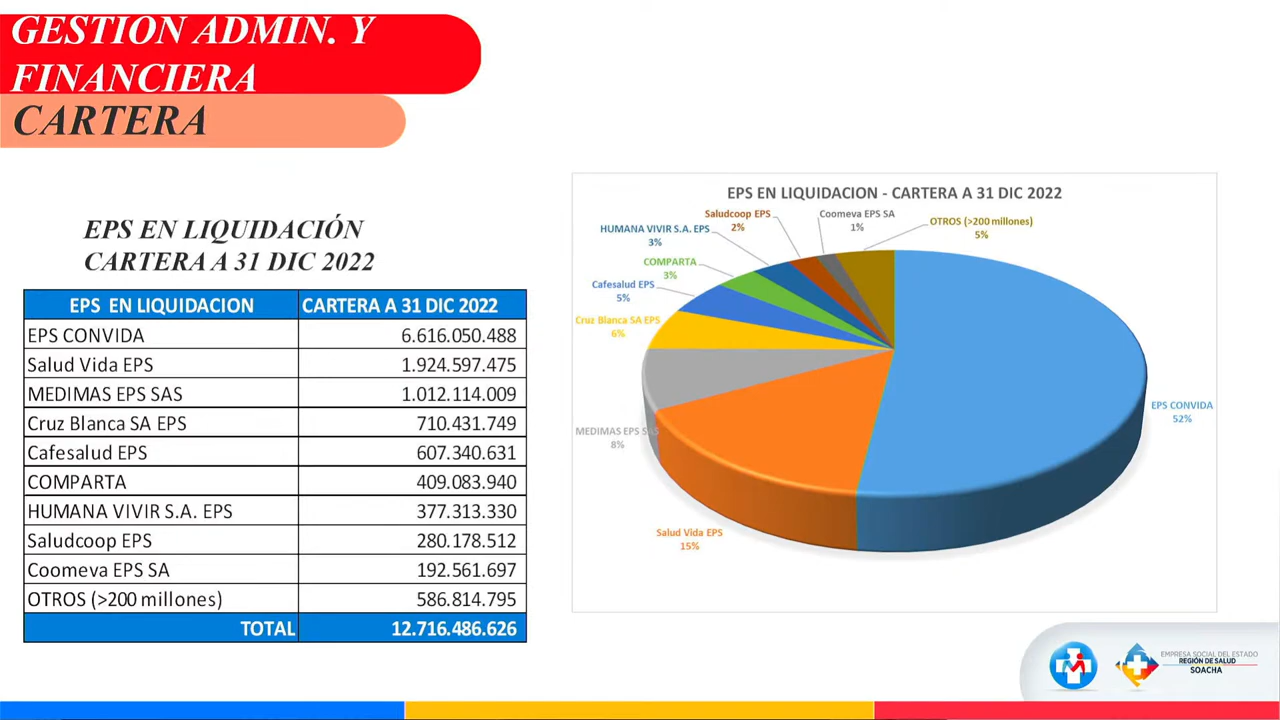 GESTION ADMIN. Y
FINANCIERA
CARTERA
EPS EN LIQUIDACIÓN
CARTERA A 31 DIC 2022
EPS EN LIQUIDACION CARTERA A 31 DIC 2022
EPS CONVIDA 6.616.050.488
Salud Vida EPS 1.924.597.475
MEDIMAS EPS SAS 1.012.114.009
Cruz Blanca SA EPS 710.431.749
Cafesalud EPS 607.340.631
COMPARTA 409.083.940
HUMANA VIVIR S.A. EPS 377.313.330
Saludcoop EPS 280.178.512
Coomeva EPS SA 192.561.697
OTROS (>200 millones) 586.814.795
TOTAL 12.716.486.626
EPS EN LIQUIDACION - CARTERA A 31 DIC 2022
Saludcoop EPS
2%
Coomeva EPS SA
1%
OTROS (>200 millones)
5%
HUMANA VIVIR S.A. EPS
3%
COMPARTA
3%
Cafesalud EPS
5%
Cruz Blanca SA EPS
6%
EPS CONVIDA
52%
MEDIMAS EPS SAS
8%
Salud Vida EPS
15%
EMPRESA SOCIAL DEL ESTADO
REGIÓN DE SALUD
SOACHA